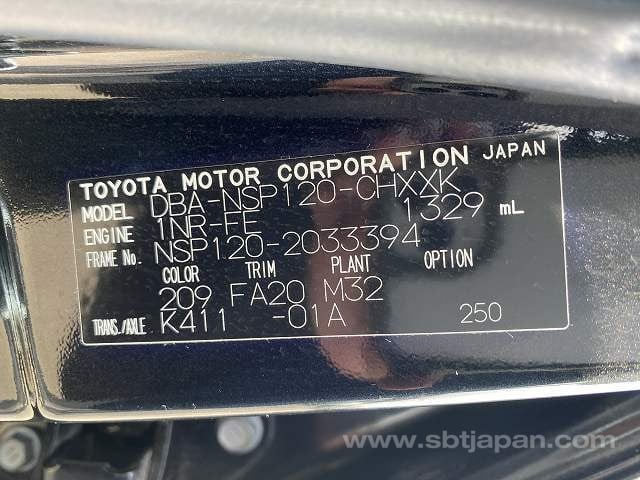 TOYOTA MOTOR CORPORATION JAPAN
MODEL DBA-NSP120-CHXXK
ENGINE 1NR-FE 1329 mL
FRAME No. NSP120-2033394
COLOR TRIM PLANT OPTION
209 FA20 M32
TRANS./AXLE K411 -01A 250
www.sbtjapan.com